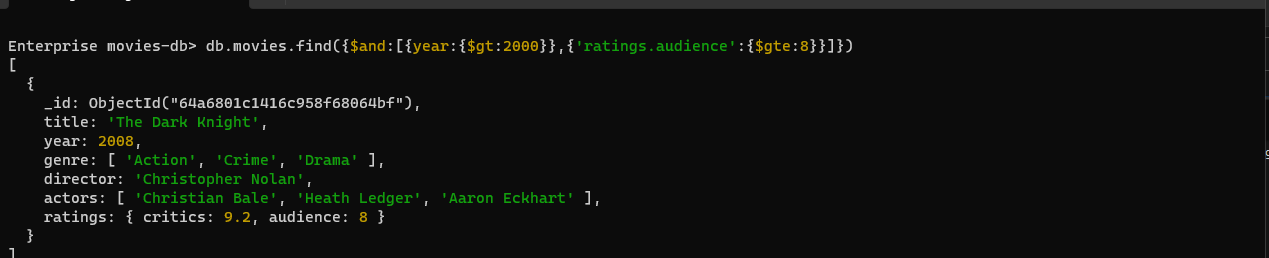 Enterprise movies-db> db.movies.find({$and:[{year:{$gt:2000}},{'ratings.audience':{$gte:8}}]})
[
  {
    _id: ObjectId("64a6801c1416c958f68064bf"),
    title: 'The Dark Knight',
    year: 2008,
    genre: [ 'Action', 'Crime', 'Drama' ],
    director: 'Christopher Nolan',
    actors: [ 'Christian Bale', 'Heath Ledger', 'Aaron Eckhart' ],
    ratings: { critics: 9.2, audience: 8 }
  }
]